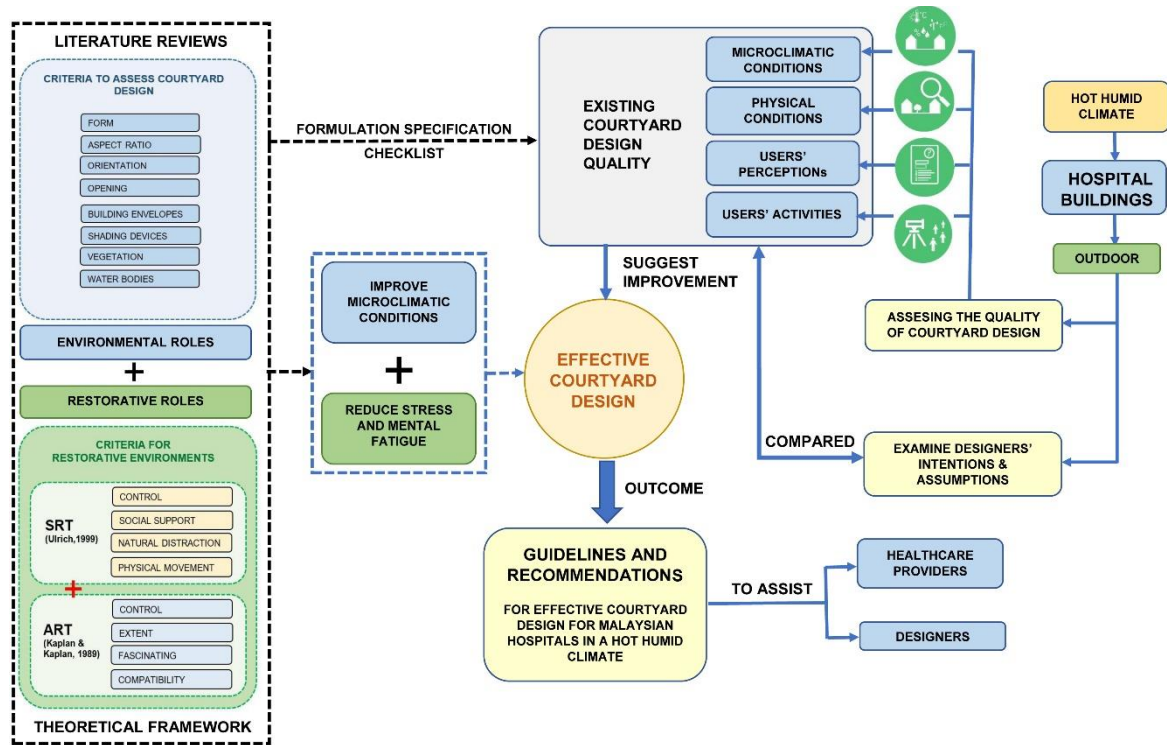 LITERATURE REVIEWS
CRITERIA TO ASSESS COURTYARD
DESIGN
FORM
ASPECT RATIO
ORIENTATION
OPENING
BUILDING ENVELOPES
SHADING DEVICES
VEGETATION
WATER BODIES
ENVIRONMENTAL ROLES
+
RESTORATIVE ROLES
CRITERIA FOR
RESTORATIVE ENVIRONMENTS
SRT
(Ulrich,1999)
CONTROL
SOCIAL SUPPORT
NATURAL DISTRACTION
PHYSICAL MOVEMENT
+
ART
(Kaplan &
Kaplan, 1989)
CONTROL
EXTENT
FASCINATING
COMPATIBILITY
THEORETICAL FRAMEWORK
FORMULATION SPECIFICATION
CHECKLIST
IMPROVE
MICROCLIMATIC
CONDITIONS
+
REDUCE STRESS
AND MENTAL
FATIGUE
EXISTING
COURTYARD
DESIGN
QUALITY
MICROCLIMATIC
CONDITIONS
PHYSICAL
CONDITIONS
USERS'
PERCEPTIONs
USERS' ACTIVITIES
SUGGEST
IMPROVEMENT
EFFECTIVE
COURTYARD
DESIGN
OUTCOME
GUIDELINES AND
RECOMMENDATIONS
FOR EFFECTIVE COURTYARD
DESIGN FOR MALAYSIAN
HOSPITALS IN A HOT HUMID
CLIMATE
TO ASSIST
HEALTHCARE
PROVIDERS
DESIGNERS
HOT HUMID
CLIMATE
HOSPITAL
BUILDINGS
OUTDOOR
ASSESING THE QUALITY
OF COURTYARD DESIGN
COMPARED
EXAMINE DESIGNERS'
INTENTIONS &
ASSUMPTIONS